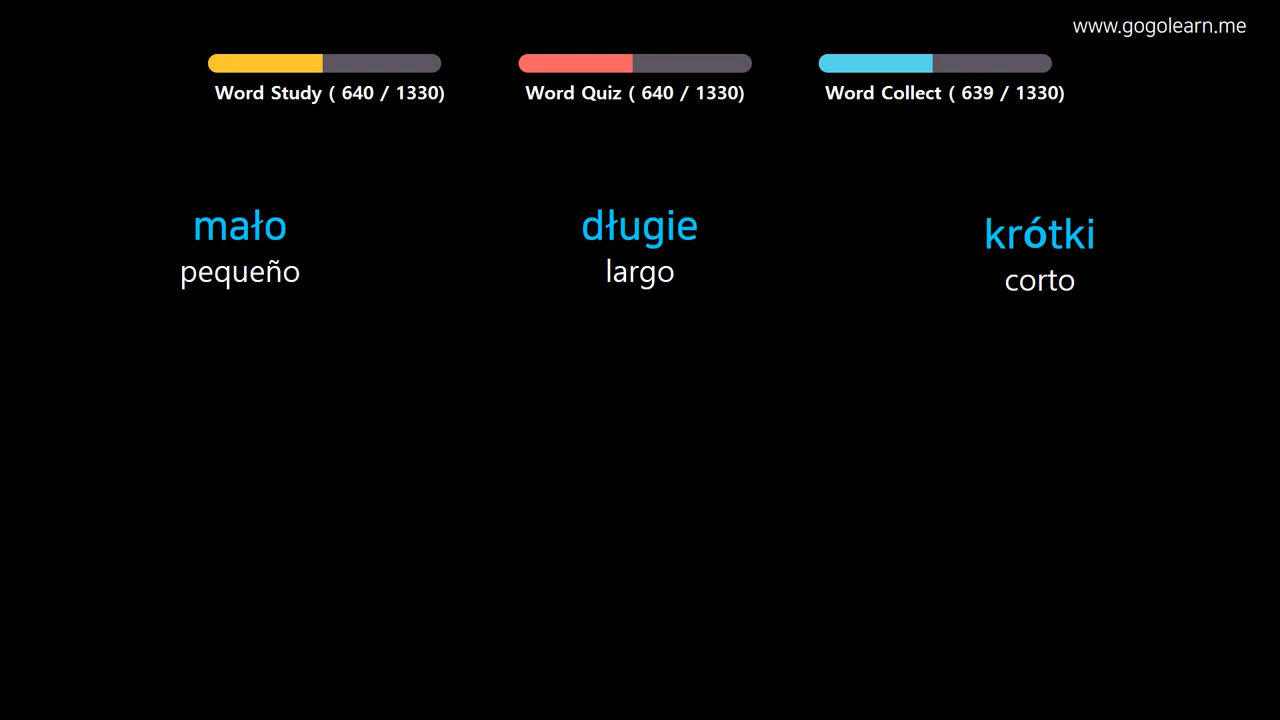 www.gogolearn.me
Word Study ( 640 / 1330)
Word Quiz ( 640 / 1330)
Word Collect ( 639 / 1330)
mało
pequeño
długie
largo
krótki
corto